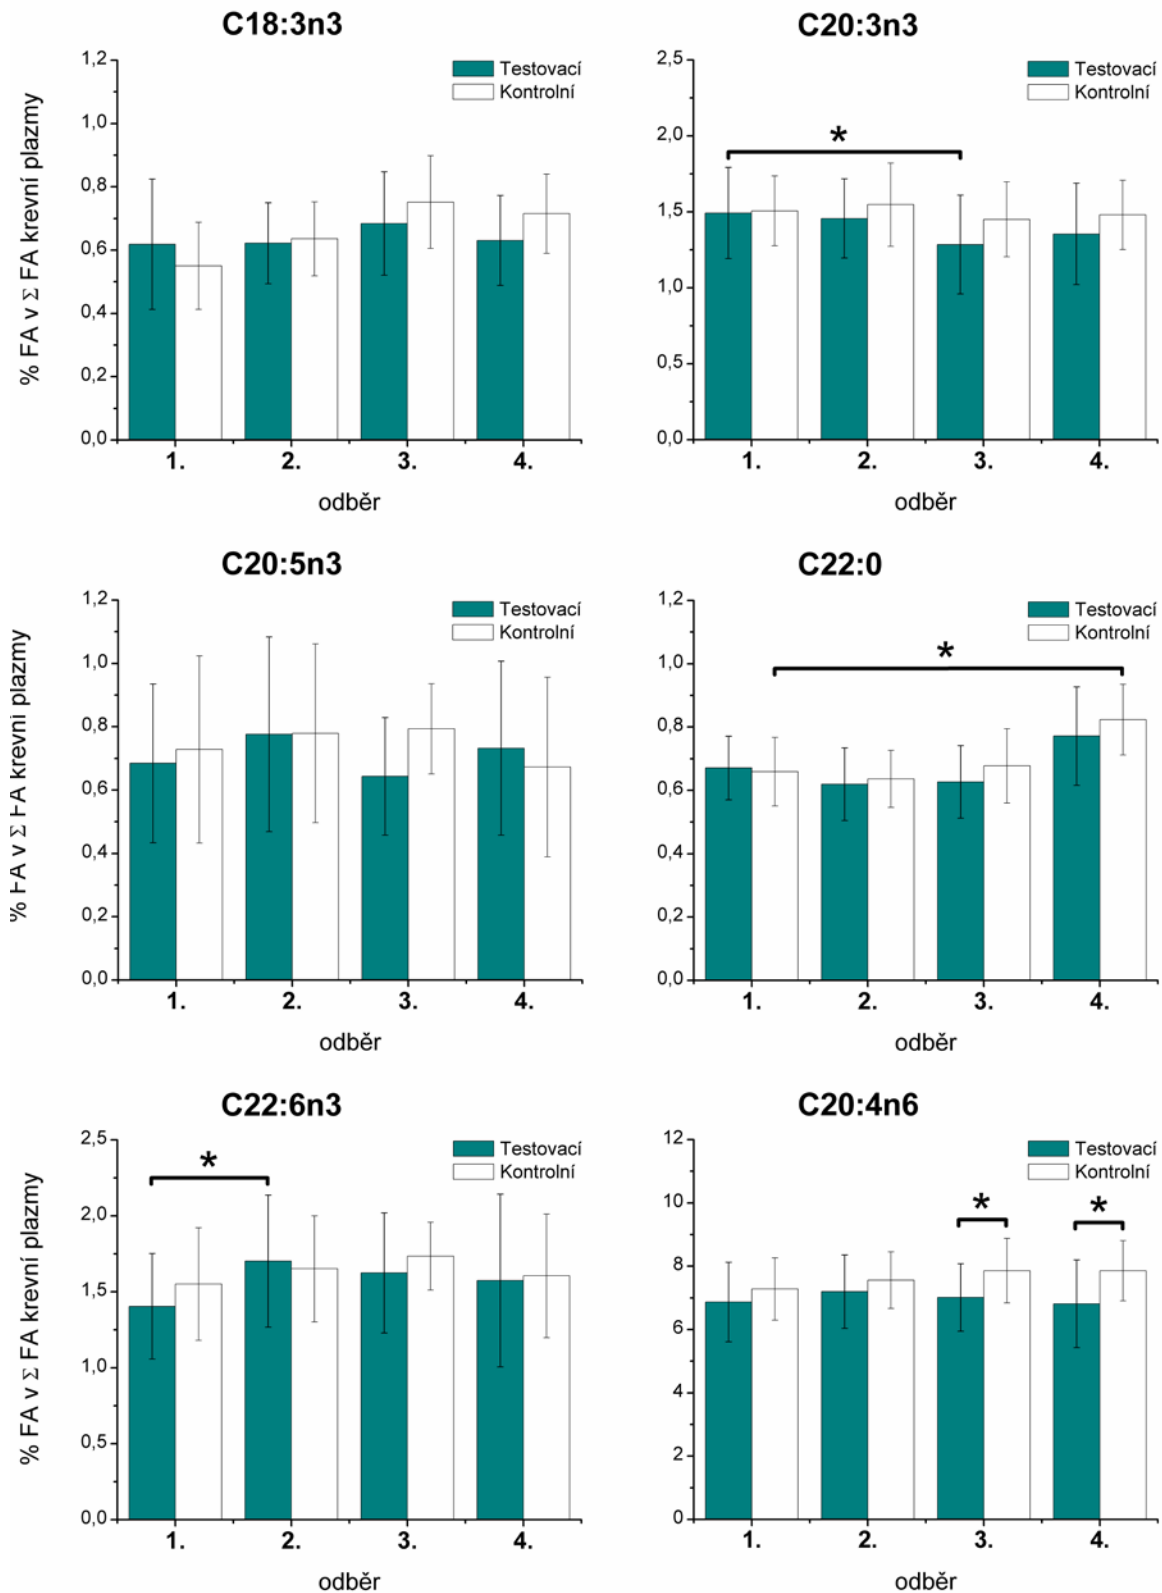 C18:3n3
% FA v Σ FA krevní plazmy
1,2
1,0
0,8
0,6
0,4
0,2
0,0
Testovací
Kontrolní
1. 2. 3. 4.
odběr
C20:3n3
2,5
2,0
1,5
1,0
0,5
0,0
Testovací
Kontrolní
*
1. 2. 3. 4.
odběr
C20:5n3
% FA v Σ FA krevní plazmy
1,2
1,0
0,8
0,6
0,4
0,2
0,0
Testovací
Kontrolní
1. 2. 3. 4.
odběr
C22:0
1,2
1,0
0,8
0,6
0,4
0,2
0,0
Testovací
Kontrolní
*
1. 2. 3. 4.
odběr
C22:6n3
% FA v Σ FA krevní plazmy
2,5
2,0
1,5
1,0
0,5
0,0
Testovací
Kontrolní
*
1. 2. 3. 4.
odběr
C20:4n6
12
10
8
6
4
2
0
Testovací
Kontrolní
* *
1. 2. 3. 4.
odběr